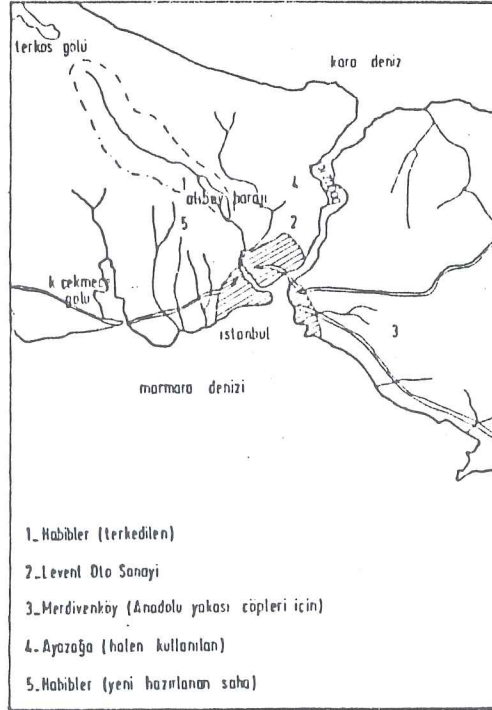 terkos gölü
kara deniz
1
alibey barajı
4
5
2
k.çekmece
gölü
istanbul
3
marmara denizi
1_Habibler (terkedilen)
2_Levent Oto Sanayi
3_Merdivenköy (Anadolu yakası çöpleri için)
4_Ayazağa (halen kullanılan)
5_Habibler (yeni hazırlanan saha)